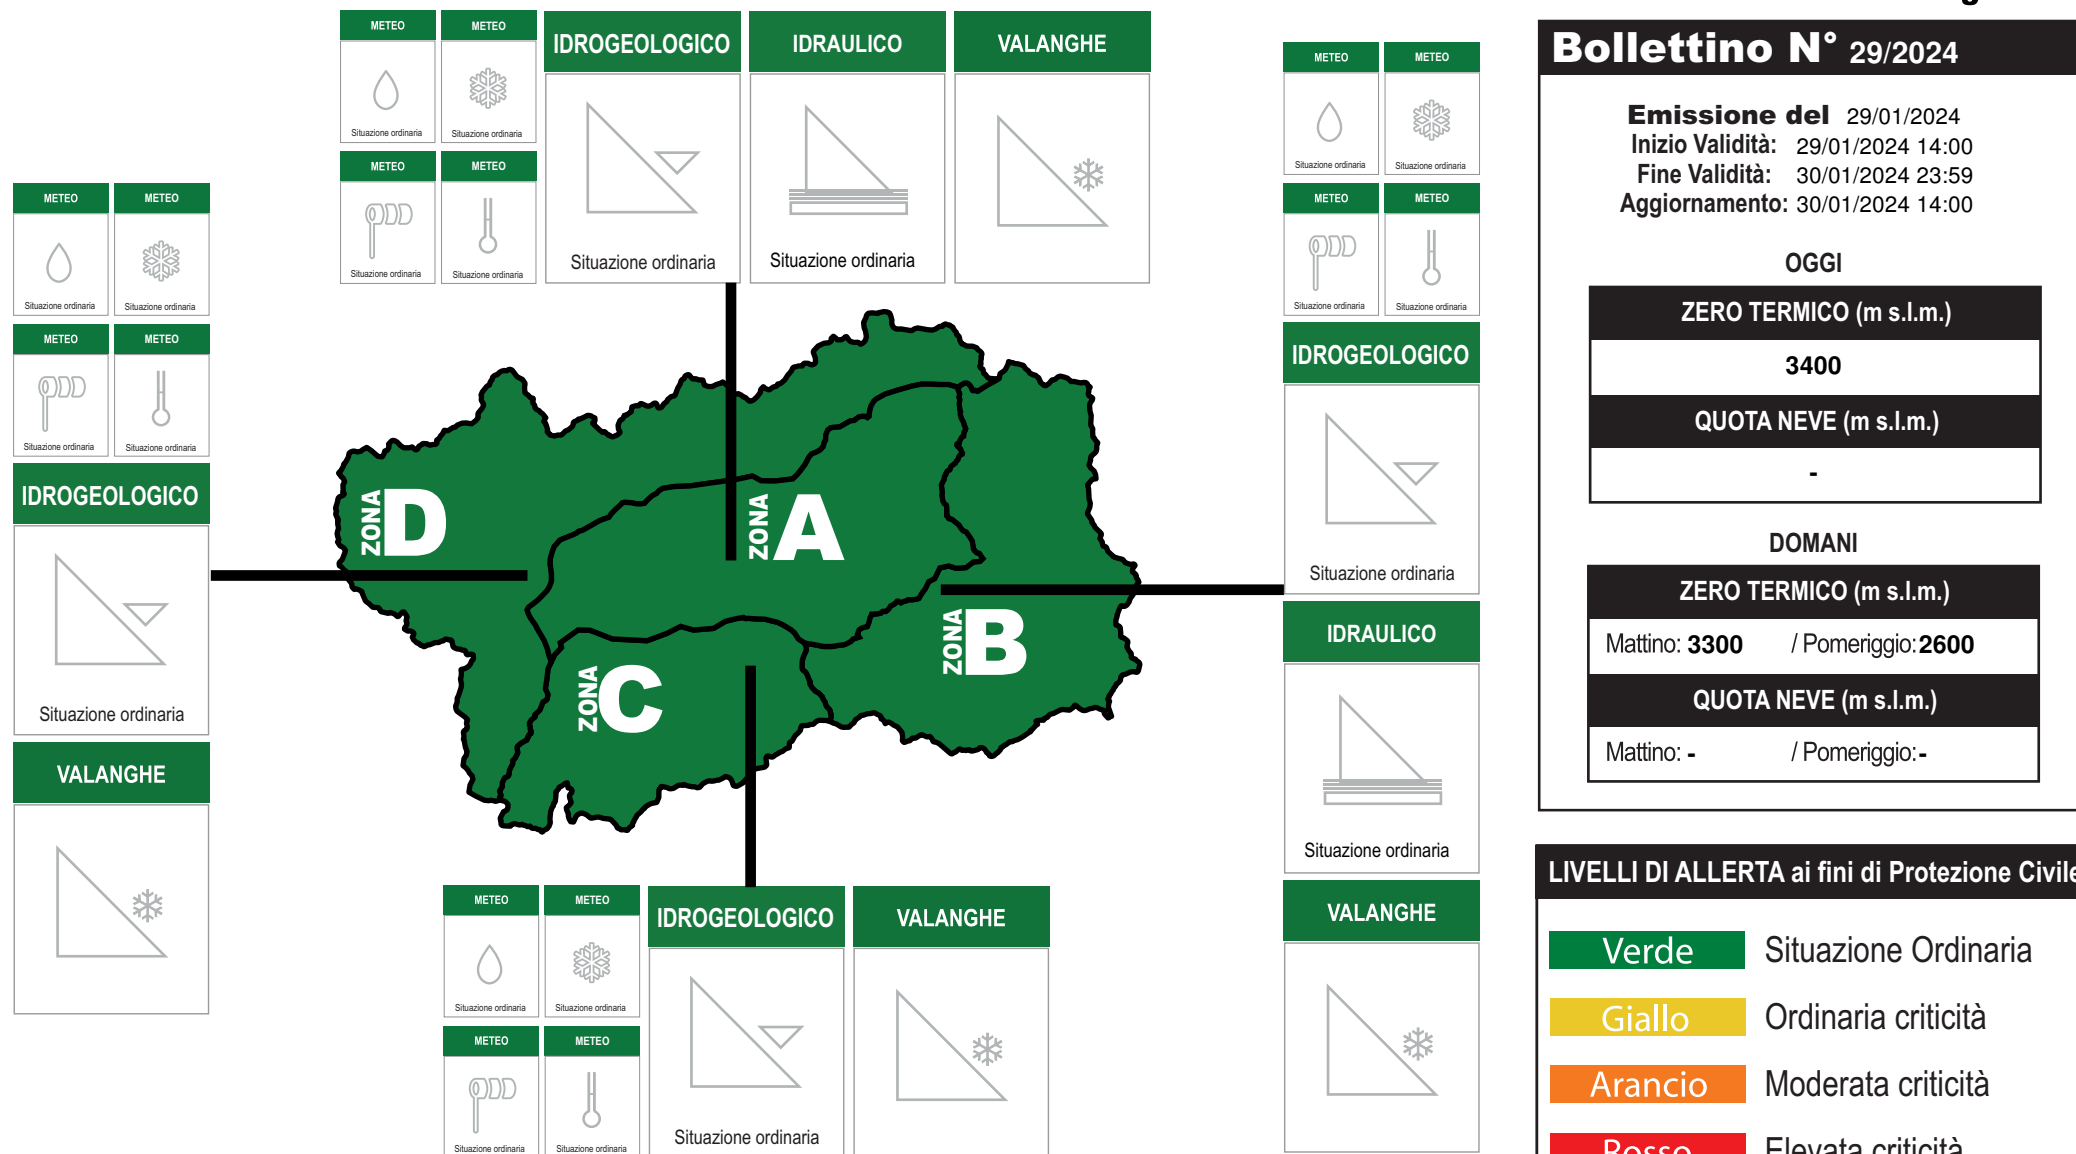 METEO
METEO
Situazione ordinaria
Situazione ordinaria
METEO
METEO
Situazione ordinaria
Situazione ordinaria
IDROGEOLOGICO
Situazione ordinaria
IDRAULICO
Situazione ordinaria
VALANGHE
METEO
METEO
Situazione ordinaria
Situazione ordinaria
METEO
METEO
Situazione ordinaria
Situazione ordinaria
IDROGEOLOGICO
Situazione ordinaria
VALANGHE
ZONA D
ZONA A
ZONA B
ZONA C
METEO
METEO
Situazione ordinaria
Situazione ordinaria
METEO
METEO
Situazione ordinaria
Situazione ordinaria
IDROGEOLOGICO
Situazione ordinaria
IDRAULICO
Situazione ordinaria
VALANGHE
METEO
METEO
Situazione ordinaria
Situazione ordinaria
METEO
METEO
Situazione ordinaria
Situazione ordinaria
IDROGEOLOGICO
Situazione ordinaria
VALANGHE
Bollettino N° 29/2024
Emissione del 29/01/2024
Inizio Validità: 29/01/2024 14:00
Fine Validità: 30/01/2024 23:59
Aggiornamento: 30/01/2024 14:00
OGGI
ZERO TERMICO (m s.l.m.)
3400
QUOTA NEVE (m s.l.m.)
-
DOMANI
ZERO TERMICO (m s.l.m.)
Mattino: 3300 / Pomeriggio: 2600
QUOTA NEVE (m s.l.m.)
Mattino: - / Pomeriggio: -
LIVELLI DI ALLERTA ai fini di Protezione Civile
Verde Situazione Ordinaria
Giallo Ordinaria criticità
Arancio Moderata criticità
Rosso Elevata criticità